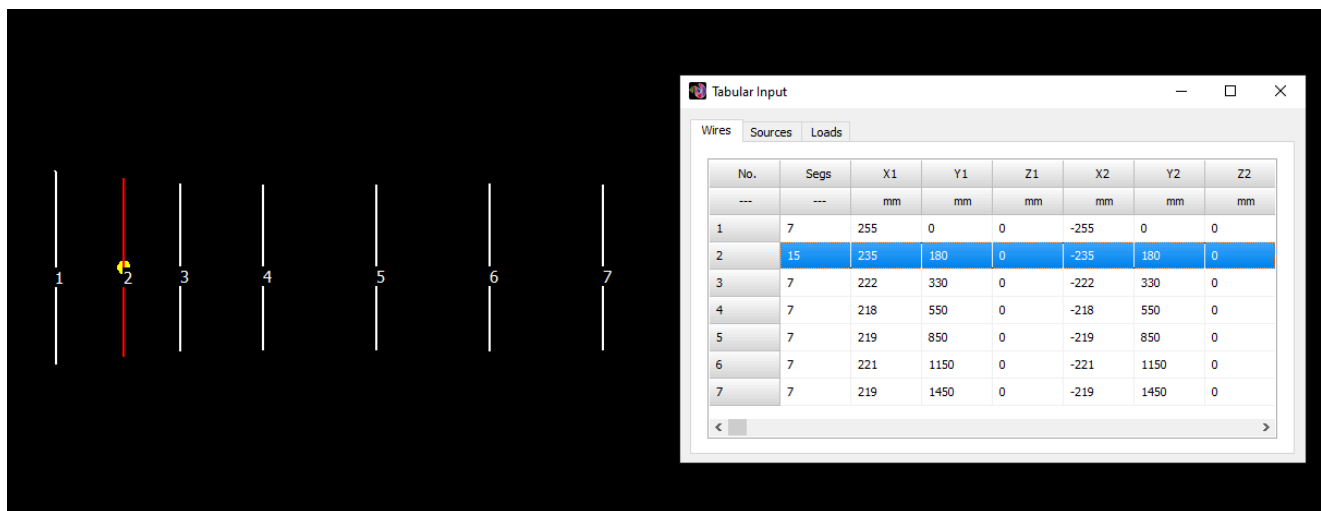 Tabular Input
Wires Sources Loads
No. Segs X1 Y1 Z1 X2 Y2 Z2
--- --- mm mm mm mm mm mm
1 7 255 0 0 -255 0 0
2 15 235 180 0 -235 180 0
3 7 222 330 0 -222 330 0
4 7 218 550 0 -218 550 0
5 7 219 850 0 -219 850 0
6 7 221 1150 0 -221 1150 0
7 7 219 1450 0 -219 1450 0
1 2 3 4 5 6 7